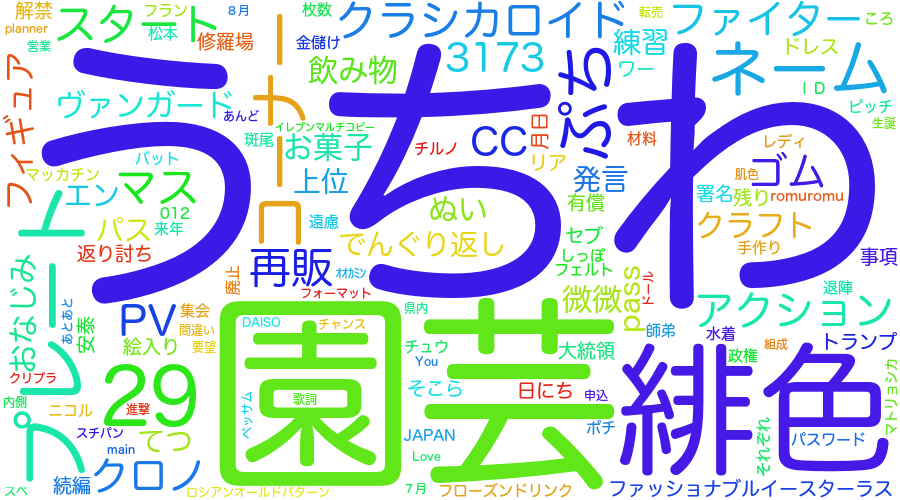 解禁
フラン
8月
枚数
クラシカロイド
転売
planner
スタート
松本
ファイター
ころ
営業
修羅場
金儲け
3173
練習
ネーム
ドレス
フィギュア
コーナー
飲み物
ぷち
ワー
ID
ピッチ
ヴァンガード
あんど
生誕
うちわ
イレブンマルチコピー
斑尾
お菓子
チルノ
CC
月日
材料
レディ
バット
マッカチン
エン
マス
上位
リア
発言
肌色
ゴム
署名
残り
romuromu
012
来年
パス
遠慮
ぬい
有償
クラフト
返り討ち
でんぐり返し
セブ
手作り
事項
再販
しっぽ
フェルト
オオカミン
プレート
おなじみ
廃止
フォーマット
微微
pass
ドール
退陣
アクション
あとあと
安泰
PV
集会
間違い
要望
絵入り
園芸
DAISO
チャンス
県内
チュウ
You
大統領
師弟
水着
組成
政権
トランプ
緋色
クリプラ
29
進撃
内側
ニコル
歌詞
そこら
日にち
申込
マトリョシカ
スチパン
main
てつ
ベッサム
JAPAN
ポチ
それぞれ
パスワード
Love
クロノ
スペ
続編
ロシアンオールドパターン
7月
フローズンドリンク
ファッショナブルイースターラス